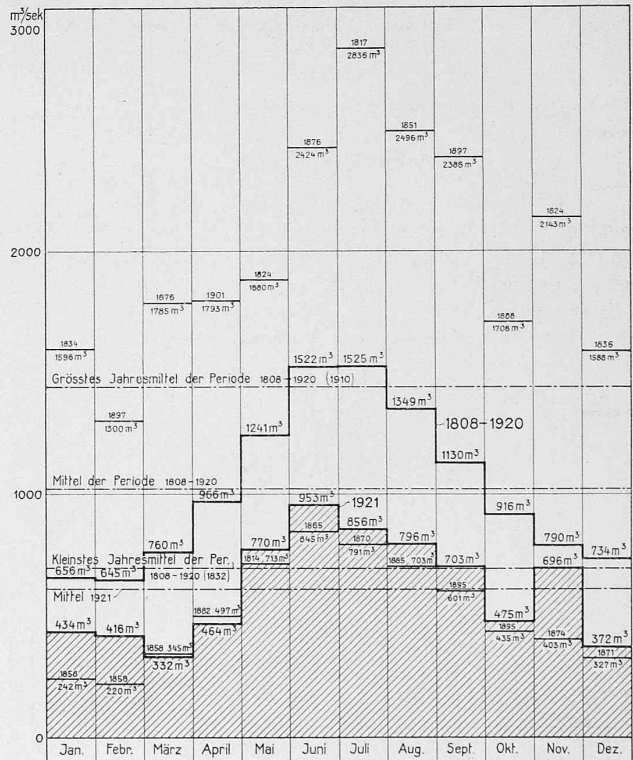 m³/sek
3000
1817
2836 m³
1851
2496 m³
1876
2424 m³
1897
2388 m³
1824
2143 m³
2000
1824
1880 m³
1876
1785 m³
1901
1793 m³
1888
1708 m³
1834
1596 m³
1836
1588 m³
1522 m³
1525 m³
Grösstes Jahresmittel der Periode 1808–1920 (1910)
1349 m³
1897
1300 m³
1808–1920
1241 m³
1130 m³
Mittel der Periode 1808–1920
1000
966 m³
953 m³
1921
916 m³
1865
845 m³
856 m³
1870
791 m³
796 m³
790 m³
760 m³
770 m³
734 m³
Kleinstes Jahresmittel der Per.
1808–1920 (1832)
1814 713 m³
1885 703 m³
703 m³
696 m³
656 m³
645 m³
Mittel 1921
1895
601 m³
1882 497 m³
434 m³
416 m³
464 m³
475 m³
1895
435 m³
1874
403 m³
372 m³
1871
327 m³
1858 345 m³
332 m³
1858
242 m³
1858
220 m³
0
Jan. Febr. März April Mai Juni Juli Aug. Sept. Okt. Nov. Dez.